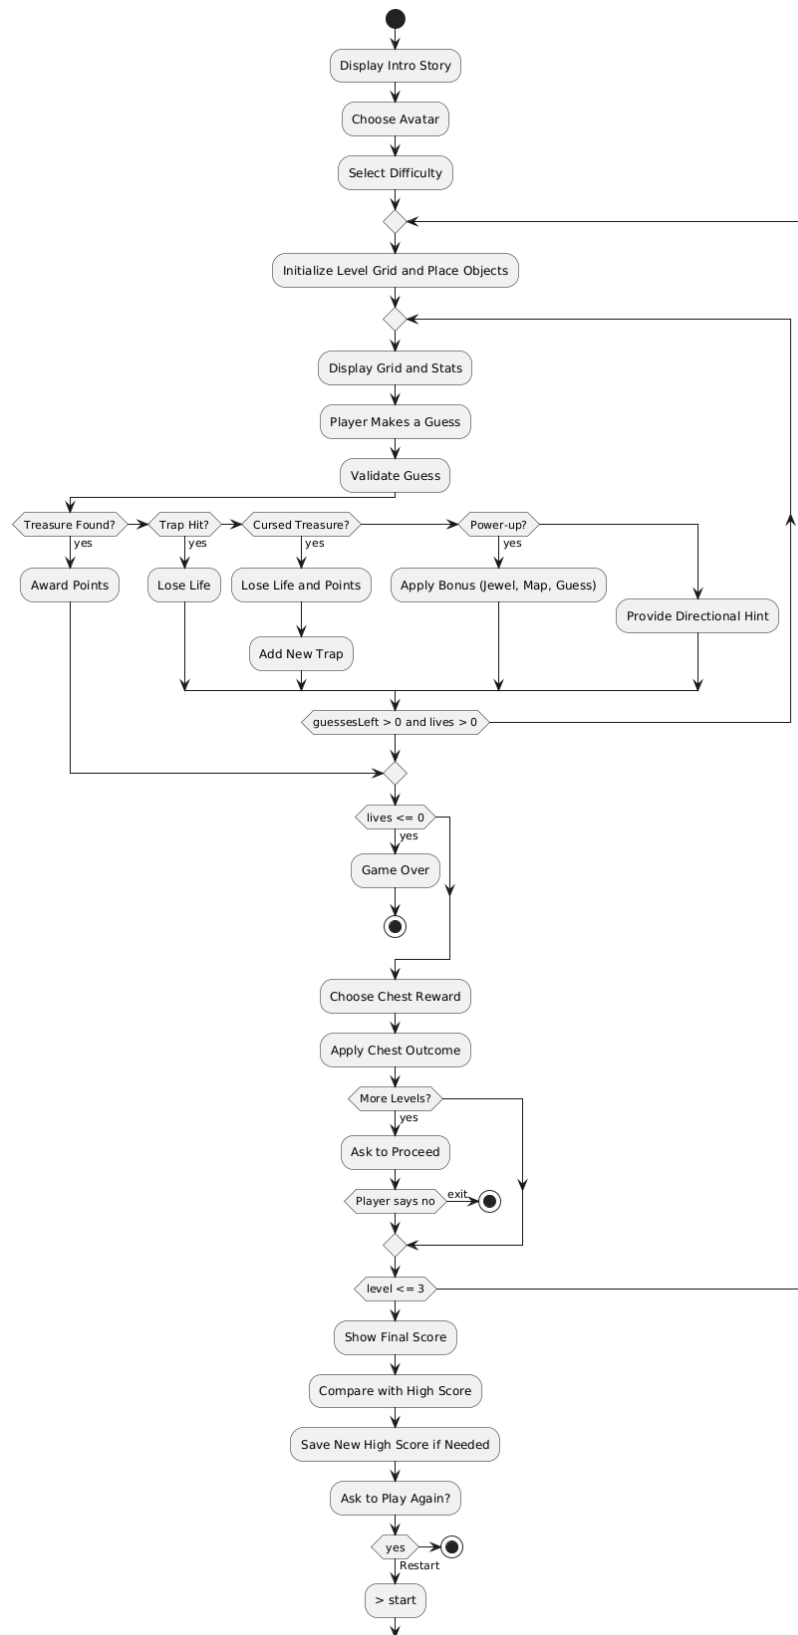 Display Intro Story
Choose Avatar
Select Difficulty
Initialize Level Grid and Place Objects
Display Grid and Stats
Player Makes a Guess
Validate Guess
Treasure Found?
Trap Hit?
Cursed Treasure?
Power-up?
yes
yes
yes
yes
Award Points
Lose Life
Lose Life and Points
Apply Bonus (Jewel, Map, Guess)
Provide Directional Hint
Add New Trap
guessesLeft > 0 and lives > 0
lives <= 0
yes
Game Over
Choose Chest Reward
Apply Chest Outcome
More Levels?
yes
Ask to Proceed
Player says no
exit
level <= 3
Show Final Score
Compare with High Score
Save New High Score if Needed
Ask to Play Again?
yes
Restart
> start